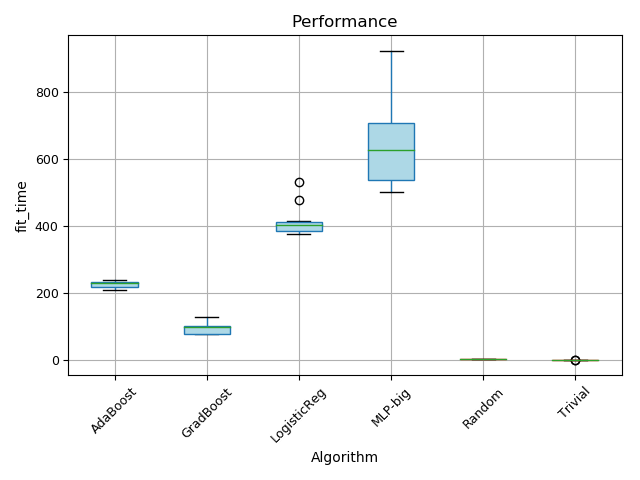 Performance
fit_time
800
600
400
200
0
AdaBoost
GradBoost
LogisticReg
MLP-big
Random
Trivial
Algorithm